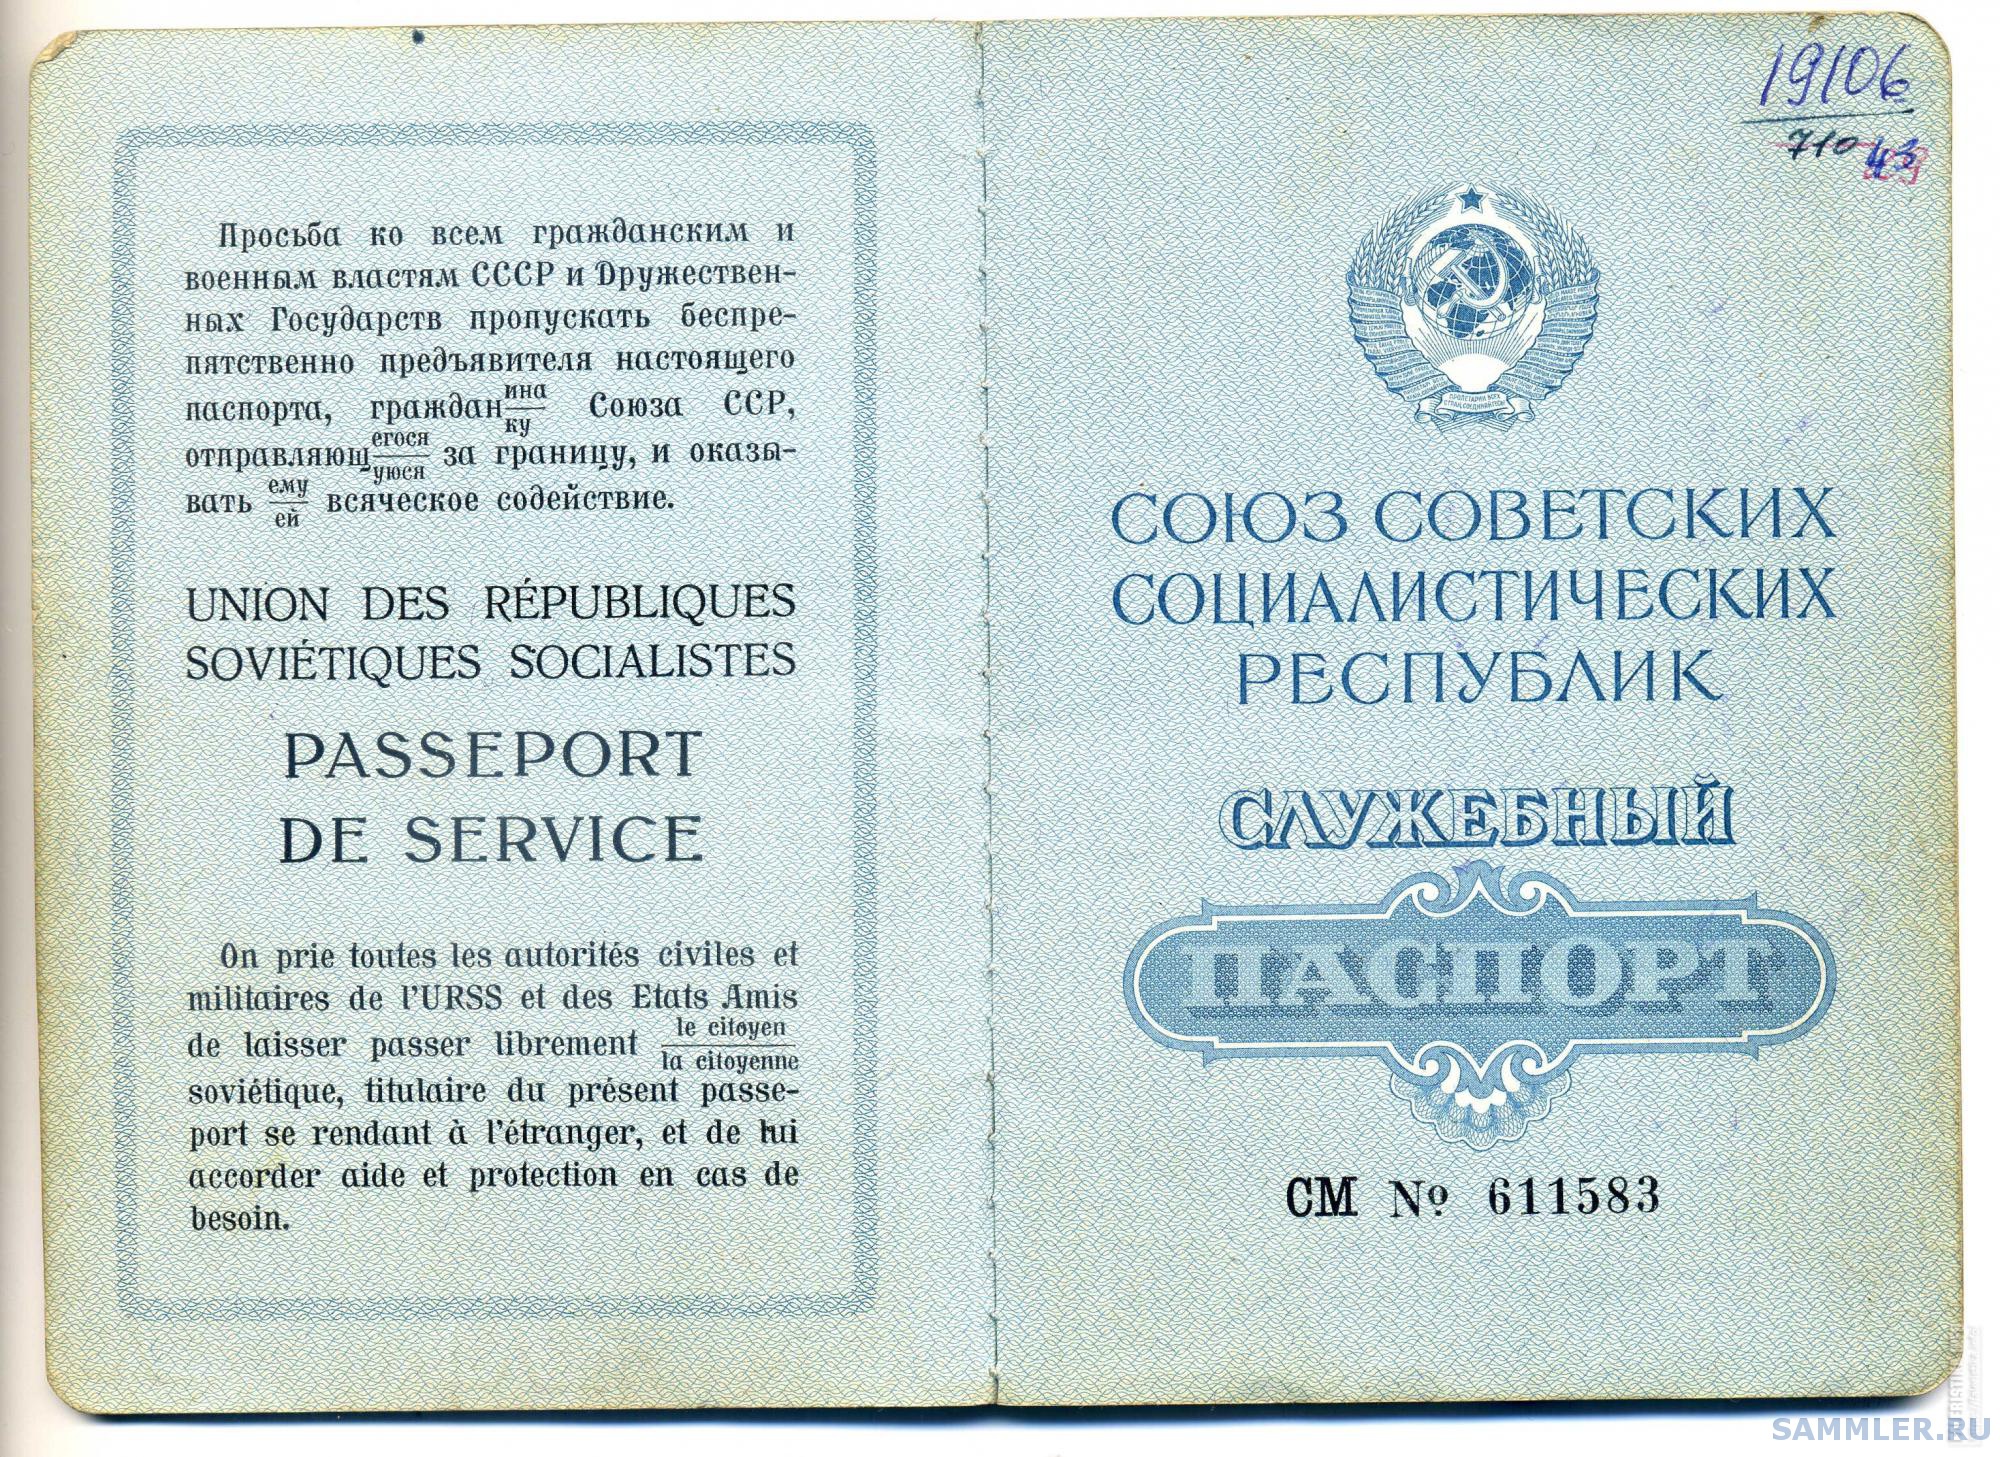 Просьба ко всем гражданским и
военным властям СССР и Дружествен-
ных Государств пропускать беспре-
пятственно предъявителя настоящего
паспорта, граждан ина/ку Союза ССР,
отправляющ егося/уюся за границу, и оказы-
вать ему/ей всяческое содействие.
UNION DES RÉPUBLIQUES
SOVIÉTIQUES SOCIALISTES
PASSEPORT
DE SERVICE
On prie toutes les autorités civiles et
militaires de l'URSS et des Etats Amis
de laisser passer librement le citoyen/la citoyenne
soviétique, titulaire du présent passe-
port se rendant à l'étranger, et de lui
accorder aide et protection en cas de
besoin.
19106
710 43
ПРОЛЕТАРИИ ВСЕХ
СТРАН, СОЕДИНЯЙТЕСЬ!
СОЮЗ СОВЕТСКИХ
СОЦИАЛИСТИЧЕСКИХ
РЕСПУБЛИК
СЛУЖЕБНЫЙ
ПАСПОРТ
СМ № 611583
SAMMLER.RU